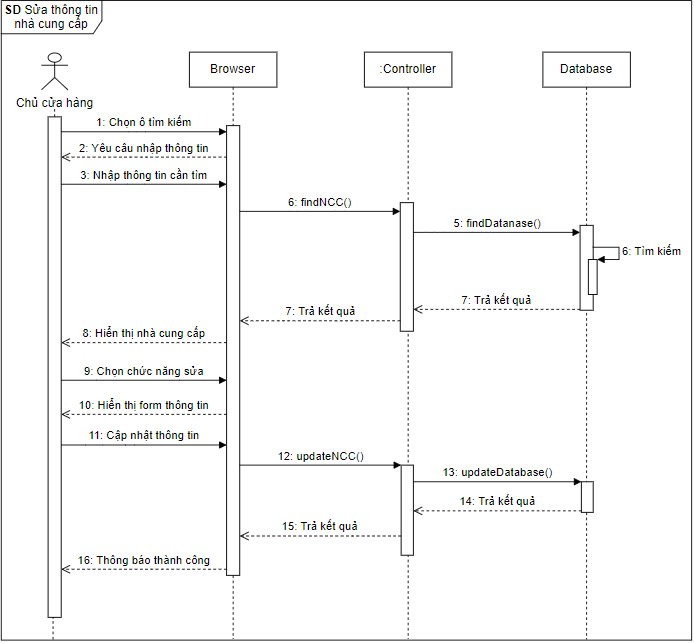 SD Sửa thông tin
nhà cung cấp
Chủ cửa hàng
Browser
:Controller
Database
1: Chọn ô tìm kiếm
2: Yêu cầu nhập thông tin
3: Nhập thông tin cần tìm
6: findNCC()
5: findDatanase()
6: Tìm kiếm
7: Trả kết quả
7: Trả kết quả
8: Hiển thị nhà cung cấp
9: Chọn chức năng sửa
10: Hiển thị form thông tin
11: Cập nhật thông tin
12: updateNCC()
13: updateDatabase()
14: Trả kết quả
15: Trả kết quả
16: Thông báo thành công